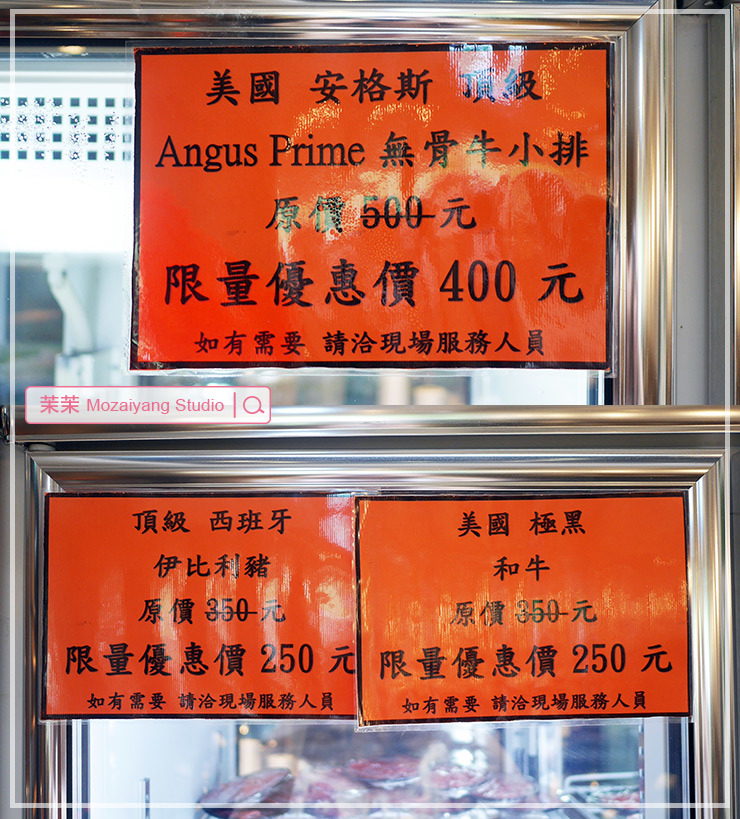 美國 安格斯 頂級
Angus Prime 無骨牛小排
原價 500 元
限量優惠價 400 元
如有需要 請洽現場服務人員
茉茉 Mozaiyang Studio
頂級 西班牙
伊比利豬
原價 350 元
限量優惠價 250 元
如有需要 請洽現場服務人員
美國 極黑
和牛
原價 350 元
限量優惠價 250 元
如有需要 請洽現場服務人員